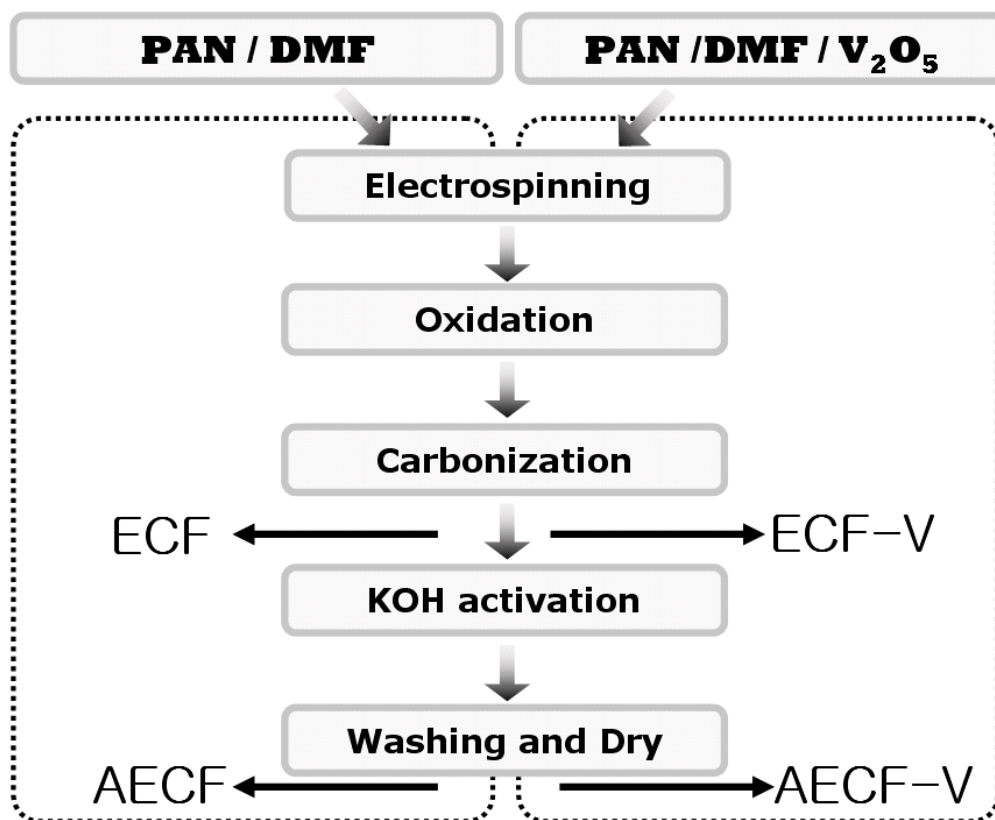 PAN / DMF
PAN /DMF / V₂O₅
Electrospinning
Oxidation
Carbonization
ECF
ECF-V
KOH activation
Washing and Dry
AECF
AECF-V